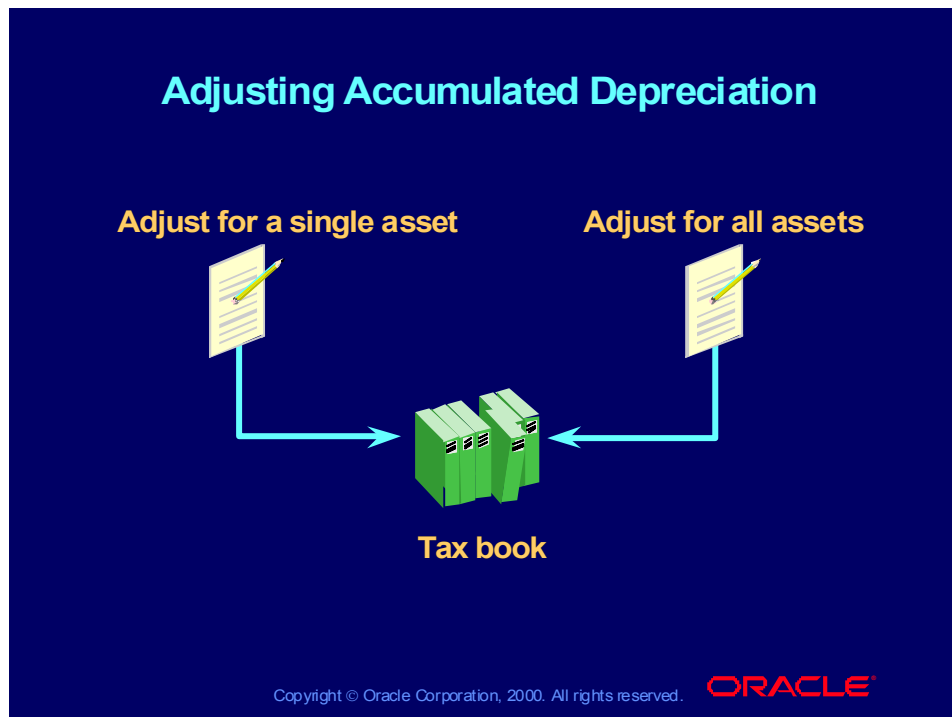 Adjusting Accumulated Depreciation
Adjust for a single asset
Adjust for all assets
Tax book
Copyright © Oracle Corporation, 2000. All rights reserved.
ORACLE®